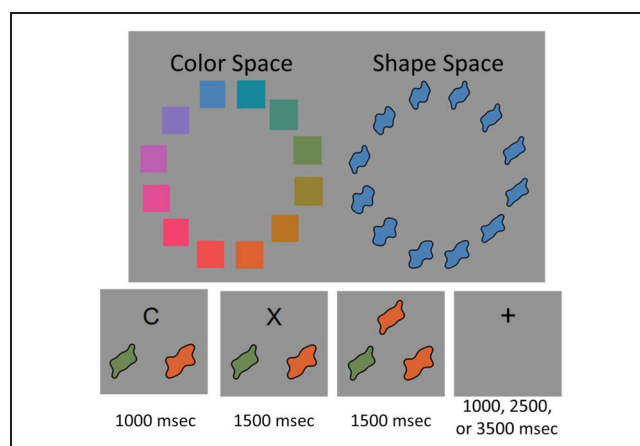 Color Space Shape Space
C X +
1000 msec 1500 msec 1500 msec 1000, 2500,
or 3500 msec